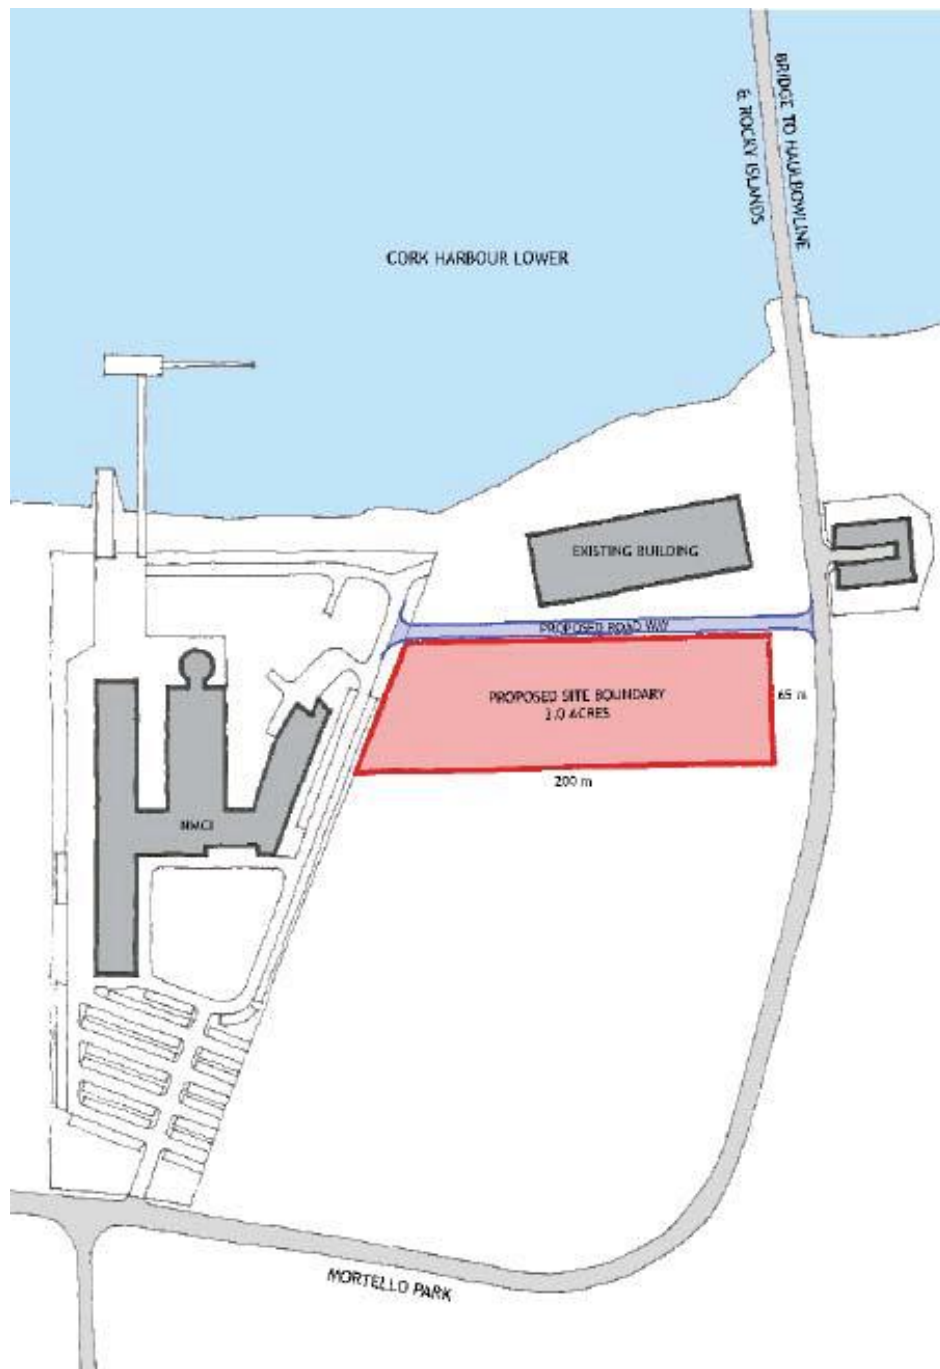 BRIDGE TO HAULBOWLINE
& ROCKY ISLANDS
CORK HARBOUR LOWER
EXISTING BUILDING
PROPOSED ROAD WAY
PROPOSED SITE BOUNDARY
3.0 ACRES
65 m
200 m
NMCI
MORTELLO PARK